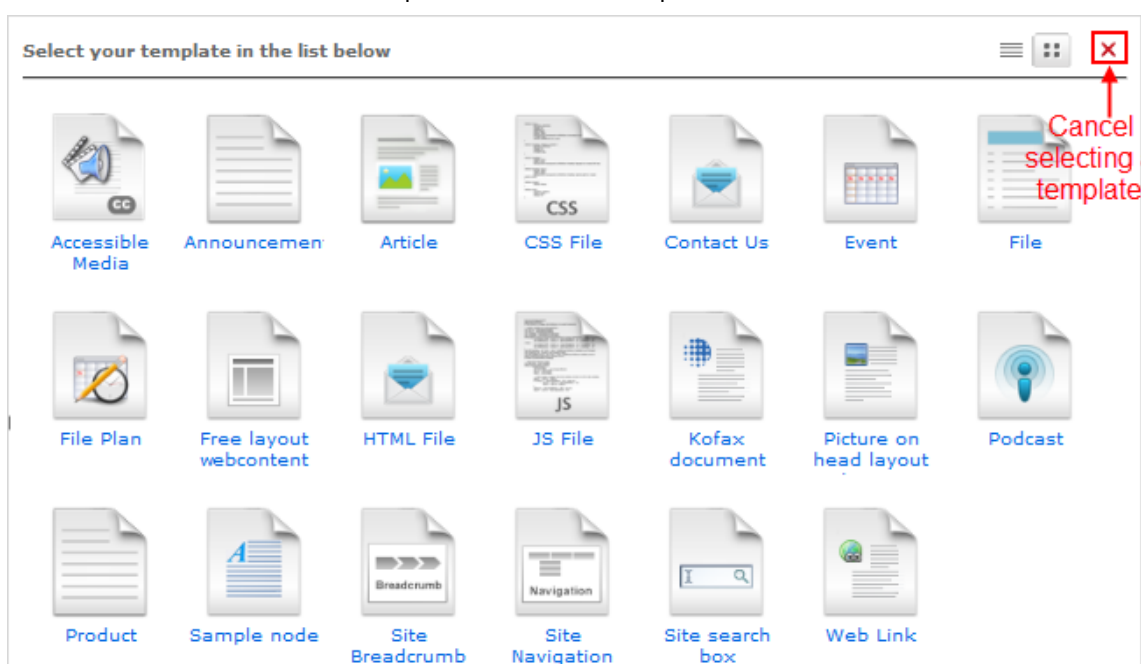 Select your template in the list below
Cancel
selecting
template
CC
CSS
Accessible
Media
Announcemen
Article
CSS File
Contact Us
Event
File
JS
File Plan
Free layout
webcontent
HTML File
JS File
Kofax
document
Picture on
head layout
Podcast
A
Breadcrumb
Navigation
Product
Sample node
Site
Breadcrumb
Site
Navigation
Site search
box
Web Link